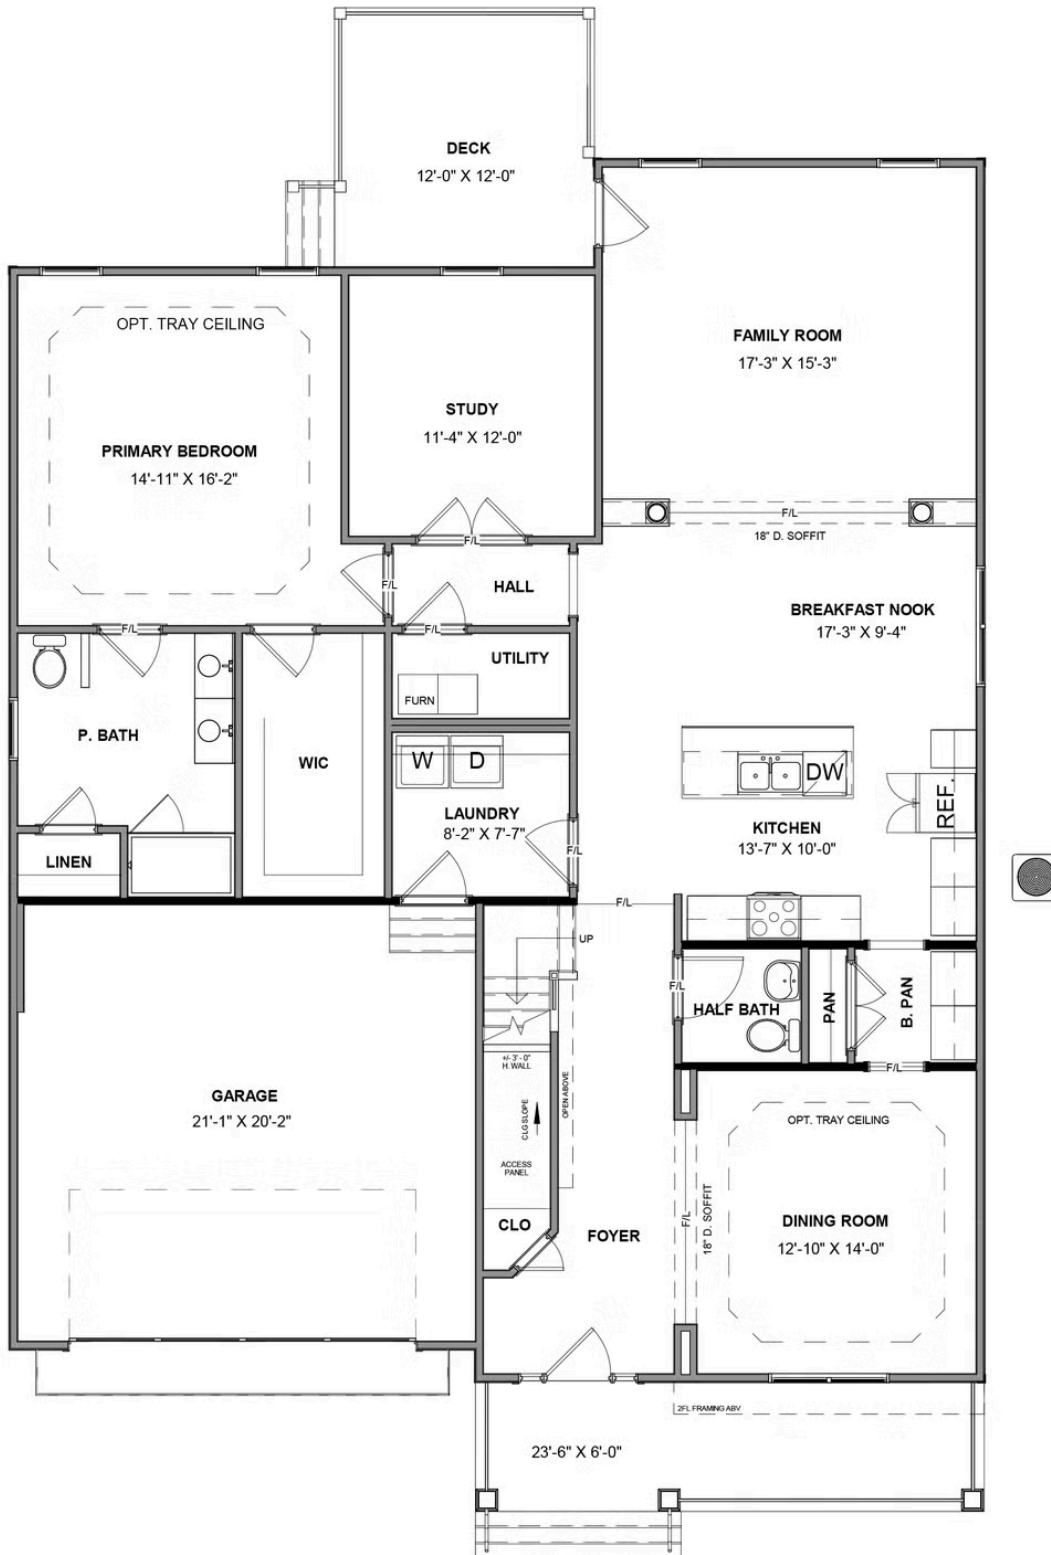 DECK
12'-0" X 12'-0"
OPT. TRAY CEILING
FAMILY ROOM
17'-3" X 15'-3"
STUDY
11'-4" X 12'-0"
PRIMARY BEDROOM
14'-11" X 16'-2"
F/L
18" D. SOFFIT
F/L
F/L
HALL
BREAKFAST NOOK
17'-3" X 9'-4"
F/L
F/L
UTILITY
FURN
P. BATH
WIC
W
D
DW
REF.
LAUNDRY
8'-2" X 7'-7"
KITCHEN
13'-7" X 10'-0"
F/L
LINEN
F/L
UP
F/L
HALF BATH
PAN
B. PAN
+/- 3'-0"
H. WALL
F/L
GARAGE
21'-1" X 20'-2"
OPEN ABOVE
CLG SLOPE
OPT. TRAY CEILING
ACCESS
PANEL
CLO
FOYER
F/L
18" D. SOFFIT
DINING ROOM
12'-10" X 14'-0"
2FL FRAMING ABV
23'-6" X 6'-0"